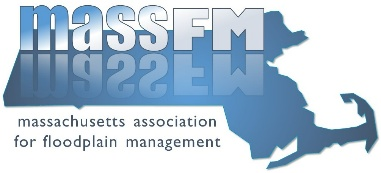 massFM
massachusetts association
for floodplain management